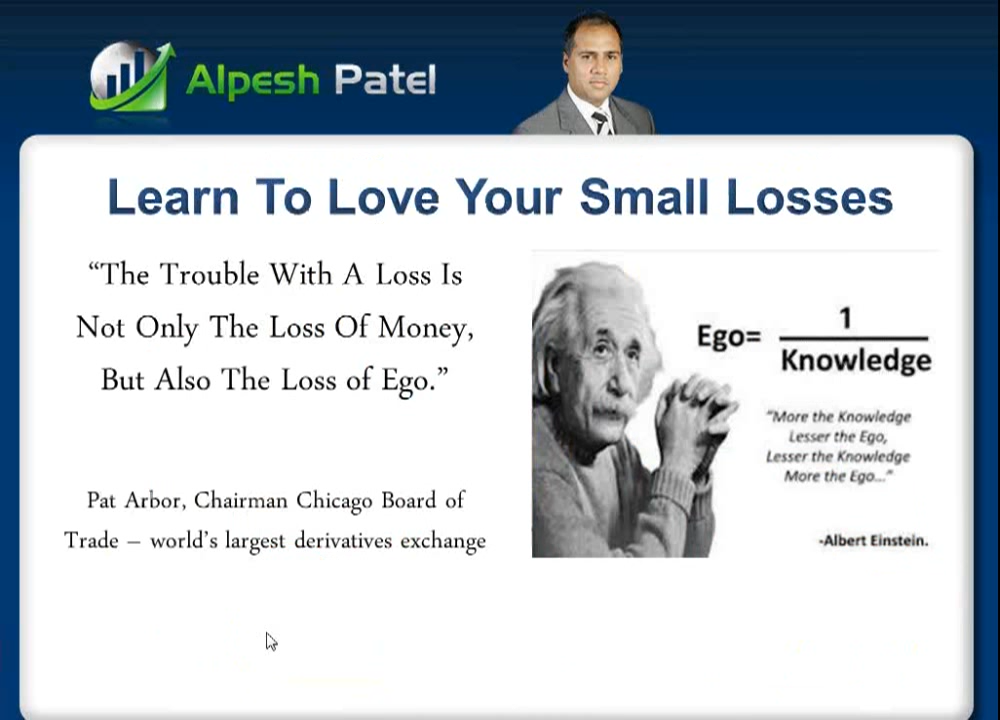 Alpesh Patel
Learn To Love Your Small Losses
“The Trouble With A Loss Is
Not Only The Loss Of Money,
But Also The Loss of Ego.”
Pat Arbor, Chairman Chicago Board of
Trade – world’s largest derivatives exchange
1
Ego=
Knowledge
"More the Knowledge
Lesser the Ego,
Lesser the Knowledge
More the Ego..."
-Albert Einstein.